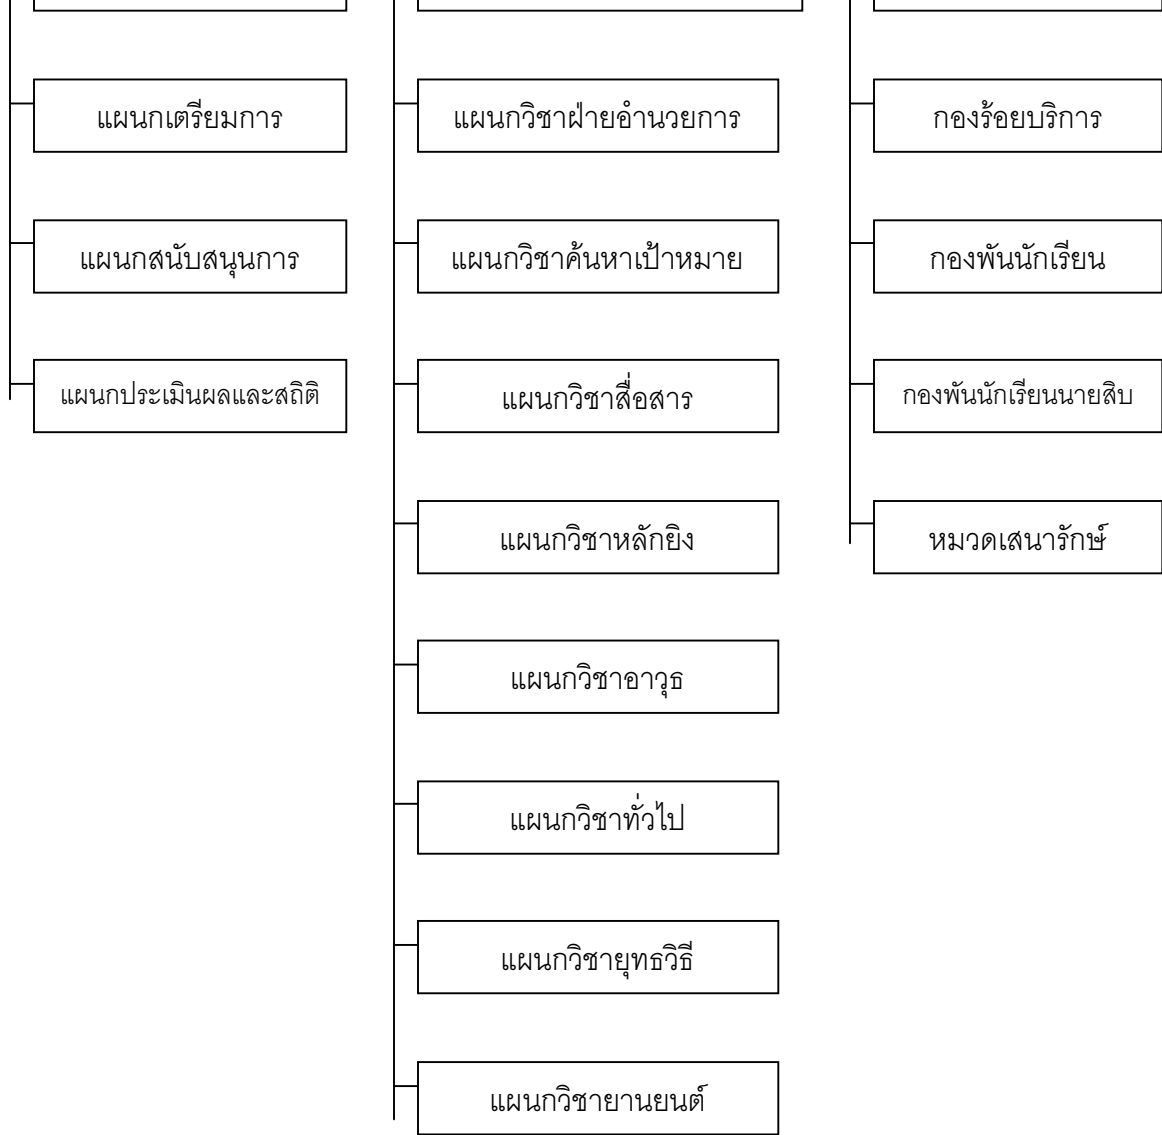 แผนกเตรียมการ
แผนกสนับสนุนการ
แผนกประเมินผลและสถิติ
แผนกวิชาฝ่ายอำนวยการ
แผนกวิชาค้นหาเป้าหมาย
แผนกวิชาสื่อสาร
แผนกวิชาหลักยิง
แผนกวิชาอาวุธ
แผนกวิชาทั่วไป
แผนกวิชายุทธวิธี
แผนกวิชายานยนต์
กองร้อยบริการ
กองพันนักเรียน
กองพันนักเรียนนายสิบ
หมวดเสนารักษ์